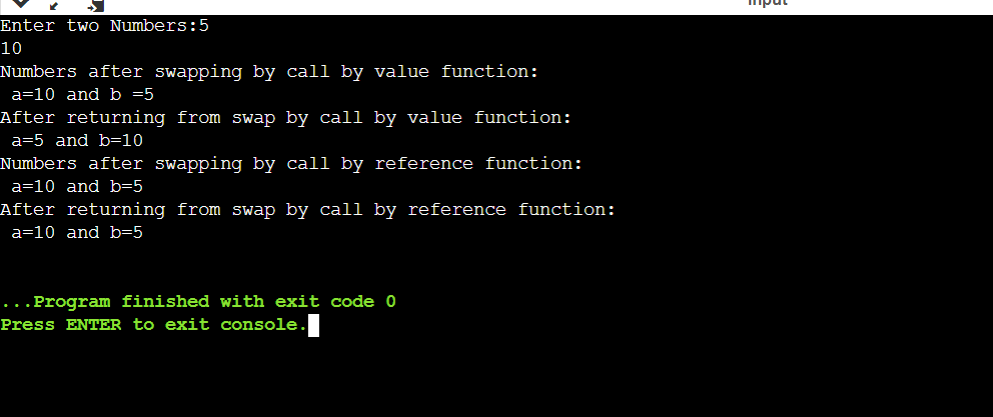 input
Enter two Numbers:5
10
Numbers after swapping by call by value function:
 a=10 and b =5
After returning from swap by call by value function:
 a=5 and b=10
Numbers after swapping by call by reference function:
 a=10 and b=5
After returning from swap by call by reference function:
 a=10 and b=5
...Program finished with exit code 0
Press ENTER to exit console.